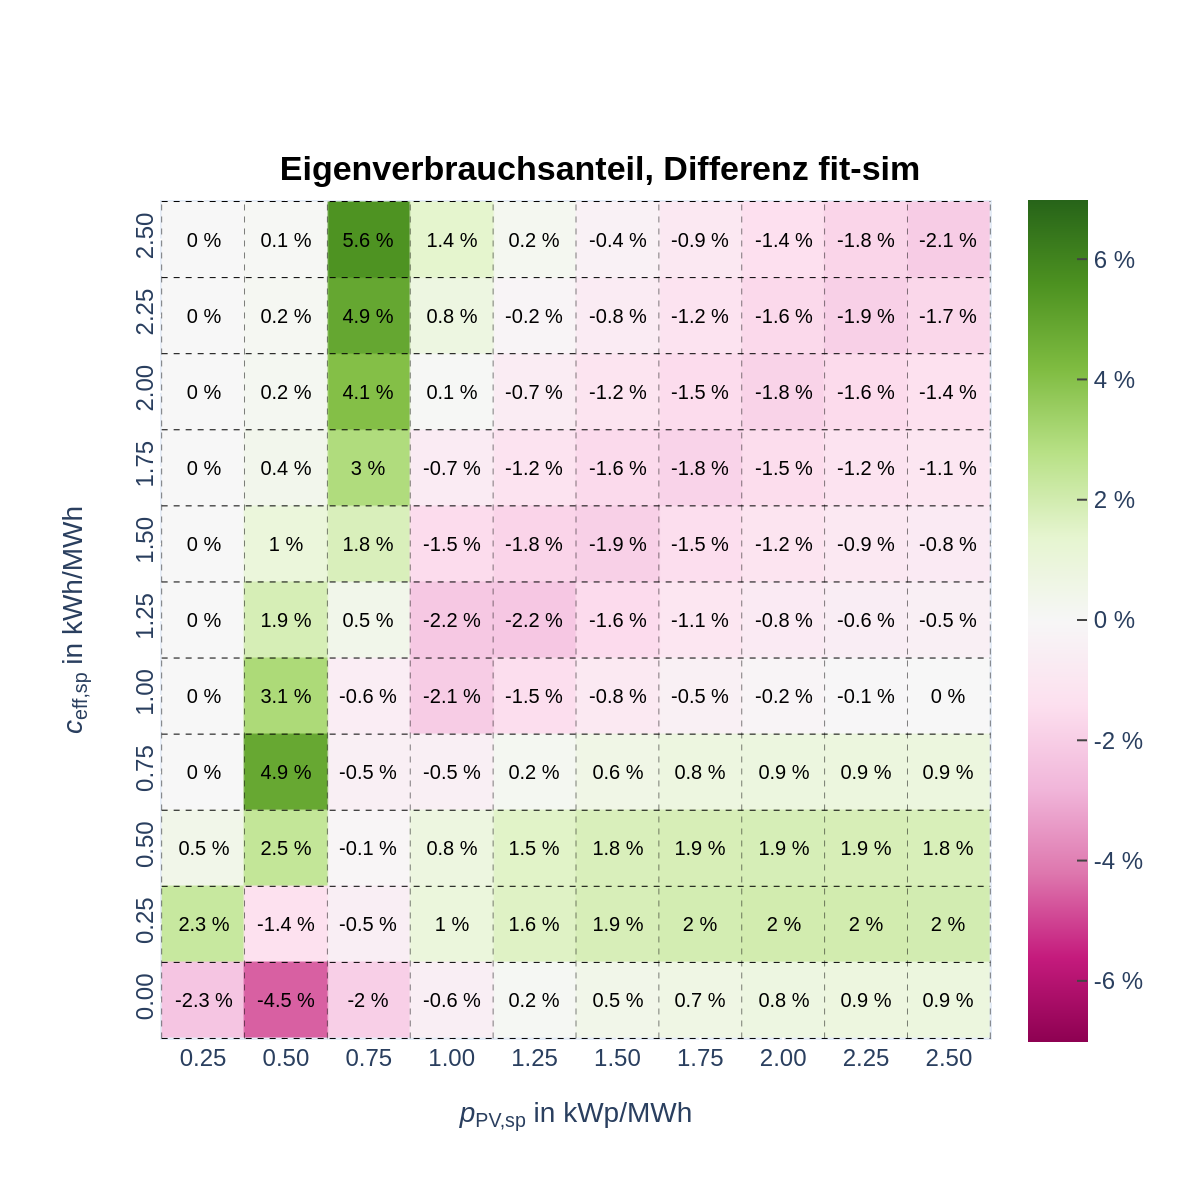 Eigenverbrauchsanteil, Differenz fit-sim
2.50 0 % 0.1 % 5.6 % 1.4 % 0.2 % -0.4 % -0.9 % -1.4 % -1.8 % -2.1 %
2.25 0 % 0.2 % 4.9 % 0.8 % -0.2 % -0.8 % -1.2 % -1.6 % -1.9 % -1.7 %
2.00 0 % 0.2 % 4.1 % 0.1 % -0.7 % -1.2 % -1.5 % -1.8 % -1.6 % -1.4 %
1.75 0 % 0.4 % 3 % -0.7 % -1.2 % -1.6 % -1.8 % -1.5 % -1.2 % -1.1 %
1.50 0 % 1 % 1.8 % -1.5 % -1.8 % -1.9 % -1.5 % -1.2 % -0.9 % -0.8 %
1.25 0 % 1.9 % 0.5 % -2.2 % -2.2 % -1.6 % -1.1 % -0.8 % -0.6 % -0.5 %
1.00 0 % 3.1 % -0.6 % -2.1 % -1.5 % -0.8 % -0.5 % -0.2 % -0.1 % 0 %
0.75 0 % 4.9 % -0.5 % -0.5 % 0.2 % 0.6 % 0.8 % 0.9 % 0.9 % 0.9 %
0.50 0.5 % 2.5 % -0.1 % 0.8 % 1.5 % 1.8 % 1.9 % 1.9 % 1.9 % 1.8 %
0.25 2.3 % -1.4 % -0.5 % 1 % 1.6 % 1.9 % 2 % 2 % 2 % 2 %
0.00 -2.3 % -4.5 % -2 % -0.6 % 0.2 % 0.5 % 0.7 % 0.8 % 0.9 % 0.9 %
0.25 0.50 0.75 1.00 1.25 1.50 1.75 2.00 2.25 2.50
pPV,sp in kWp/MWh
ceff,sp in kWh/MWh
6 %
4 %
2 %
0 %
-2 %
-4 %
-6 %